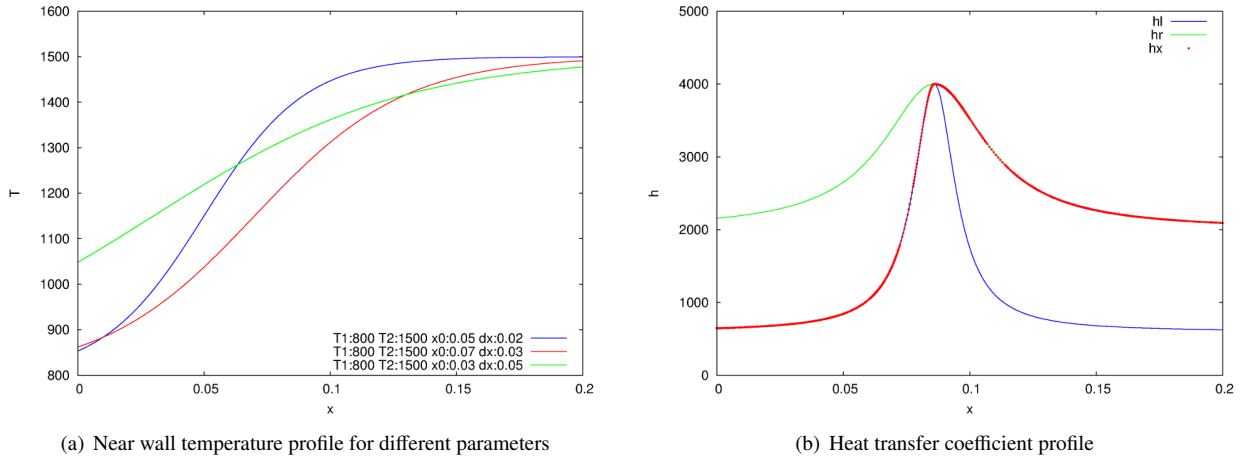 1600
1500
1400
1300
1200
1100
1000
900
800
T
0
0.05
0.1
0.15
0.2
x
T1:800 T2:1500 x0:0.05 dx:0.02
T1:800 T2:1500 x0:0.07 dx:0.03
T1:800 T2:1500 x0:0.03 dx:0.05
(a) Near wall temperature profile for different parameters
5000
4000
3000
2000
1000
0
h
0
0.05
0.1
0.15
0.2
x
hl
hr
hx
(b) Heat transfer coefficient profile